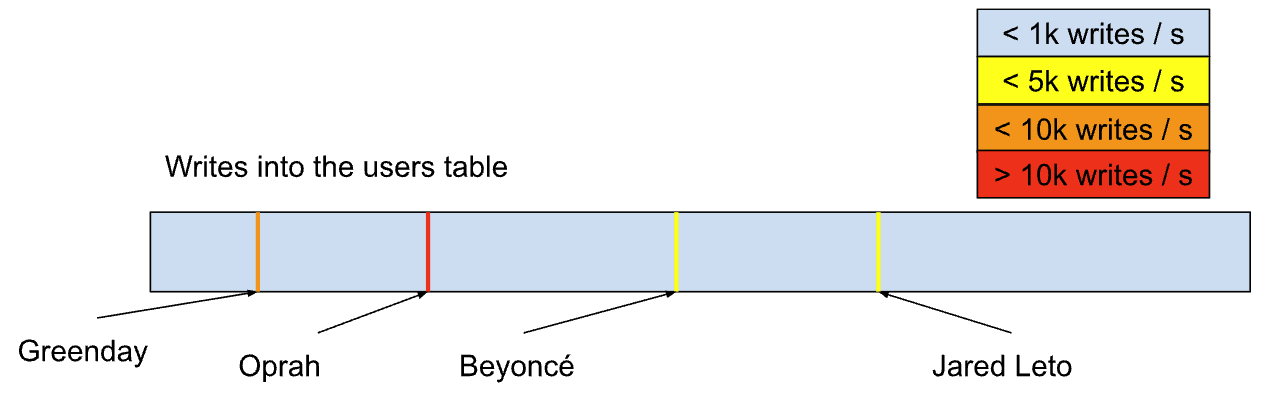 < 1k writes / s
< 5k writes / s
< 10k writes / s
> 10k writes / s
Writes into the users table
Greenday
Oprah
Beyoncé
Jared Leto